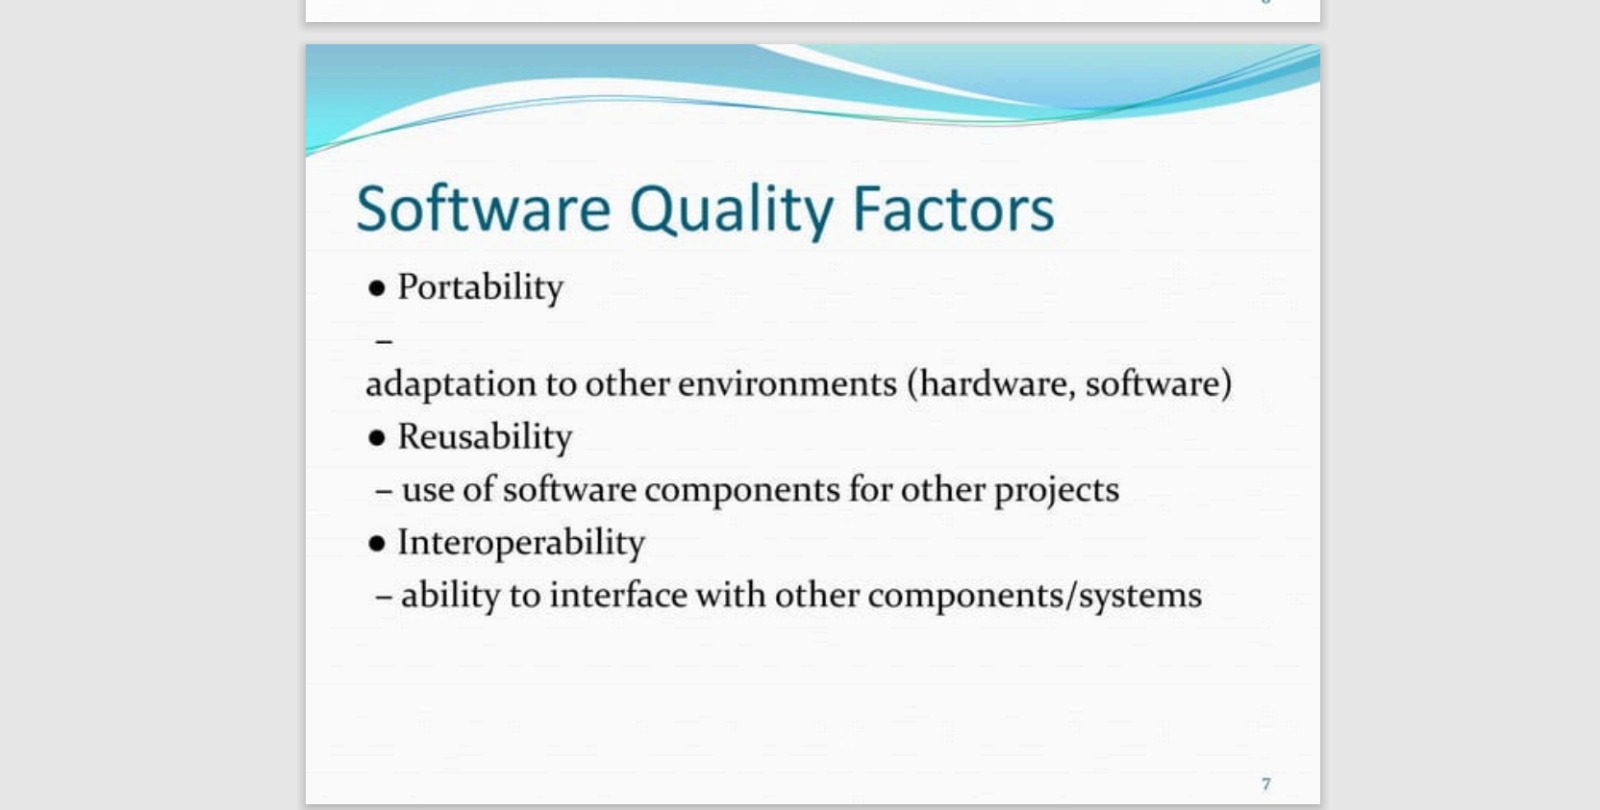 Software Quality Factors
● Portability
–
adaptation to other environments (hardware, software)
● Reusability
– use of software components for other projects
● Interoperability
– ability to interface with other components/systems
7